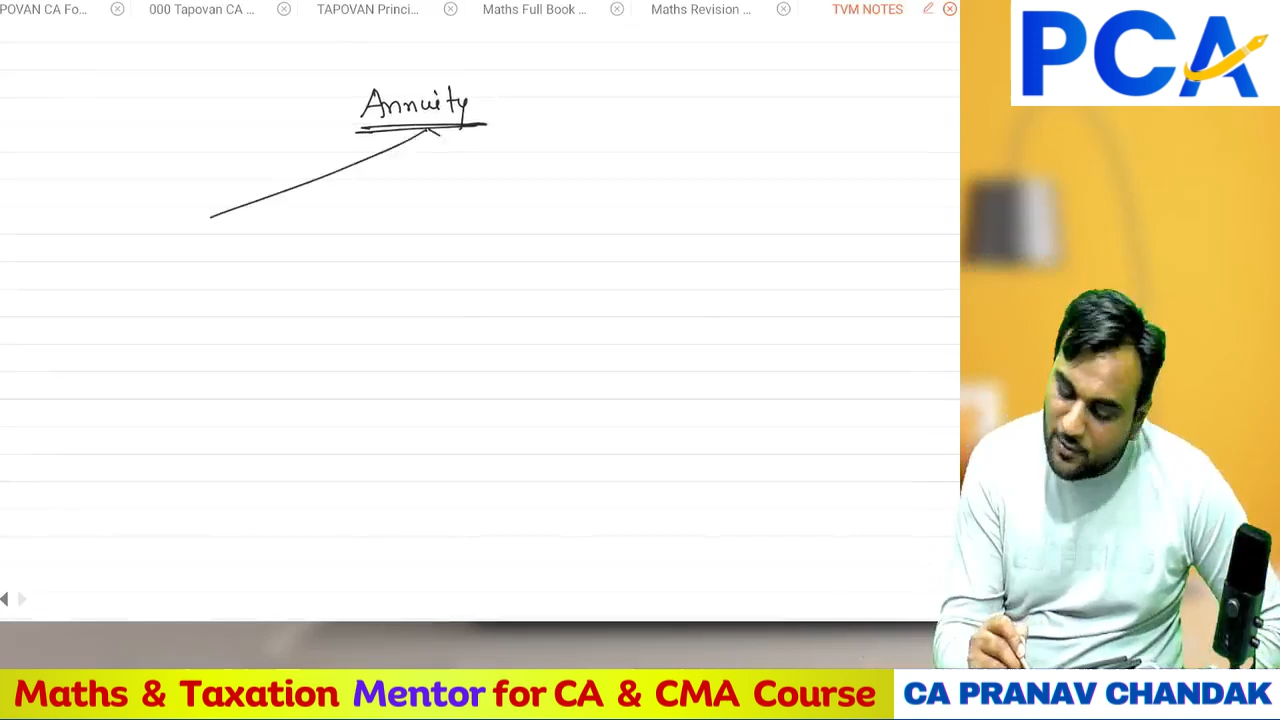 POVAN CA Fo...
000 Tapovan CA ...
TAPOVAN Princi...
Maths Full Book ...
Maths Revision ...
TVM NOTES
PCA
Annuity
Maths & Taxation Mentor for CA & CMA Course
CA PRANAV CHANDAK